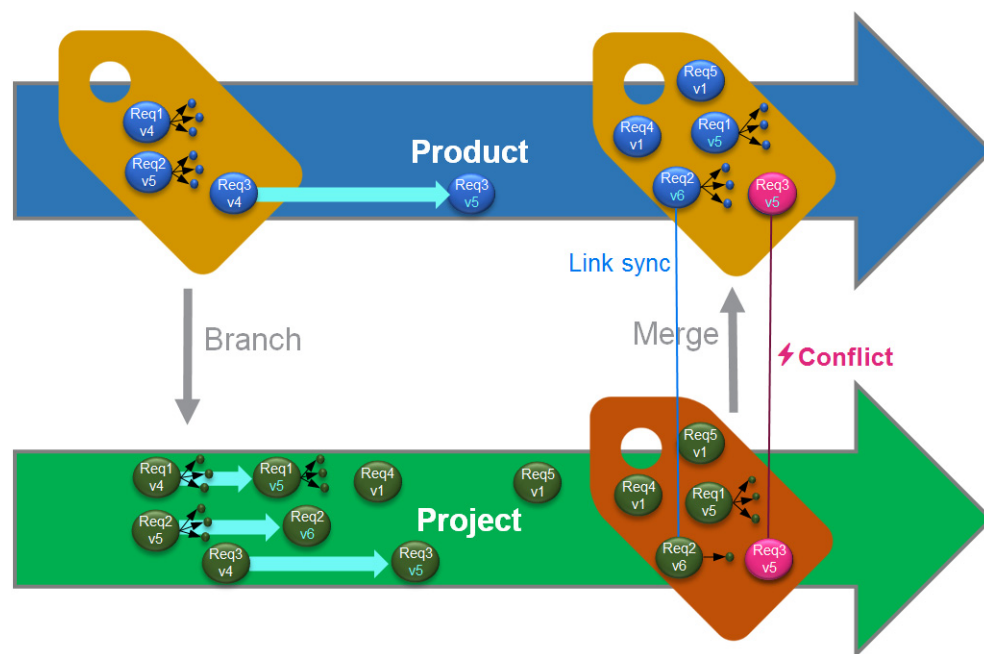 Req5
v1
Req1
v4
Req4
v1
Req1
v5
Product
Req2
v5
Req3
v4
Req3
v5
Req2
v6
Req3
v5
Link sync
Branch
Merge
Conflict
Req5
v1
Req1
v4
Req1
v5
Req4
v1
Req5
v1
Req4
v1
Req1
v5
Project
Req2
v5
Req2
v6
Req3
v4
Req3
v5
Req2
v6
Req3
v5